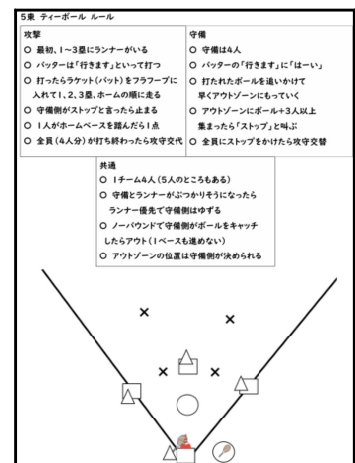 5東 ティーボール ルール
攻撃
○ 最初、1~3塁にランナーがいる
○ バッターは「行きます」といって打つ
○ 打ったらラケット(バット)をフラフープに
入れて1、2、3塁、ホームの順に走る
○ 守備側がストップと言ったら止まる
○ 1人がホームベースを踏んだら1点
○ 全員(4人分)が打ち終わったら攻守交代
守備
○ 守備は4人
○ バッターの「行きます」に「はーい」
○ 打たれたボールを追いかけて
早くアウトゾーンにもっていく
○ アウトゾーンにボール+3人以上
集まったら「ストップ」と叫ぶ
○ 全員にストップをかけたら攻守交替
共通
○ 1チーム4人(5人のところもある)
○ 守備とランナーがぶつかりそうになったら
ランナー優先で守備側はゆずる
○ ノーバウンドで守備側がボールをキャッチ
したらアウト(1ベースも進めない)
○ アウトゾーンの位置は守備側が決められる